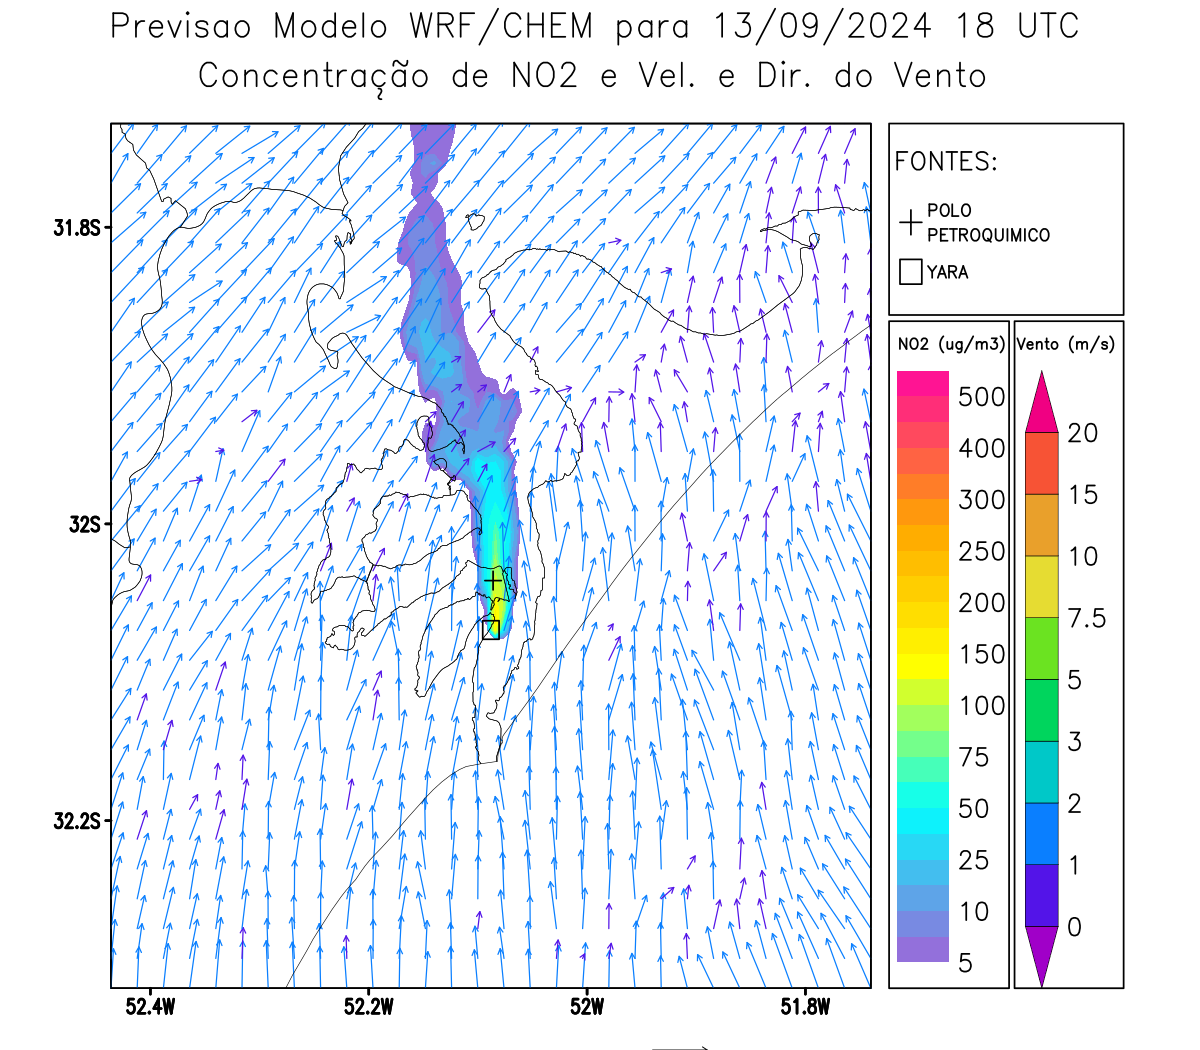 Previsao Modelo WRF/CHEM para 13/09/2024 18 UTC
Concentração de NO2 e Vel. e Dir. do Vento
FONTES:
POLO
PETROQUIMICO
YARA
NO2 (ug/m3)
500
400
300
250
200
150
100
75
50
25
10
5
Vento (m/s)
20
15
10
7.5
5
3
2
1
0
31.8S
32S
32.2S
52.4W
52.2W
52W
51.8W